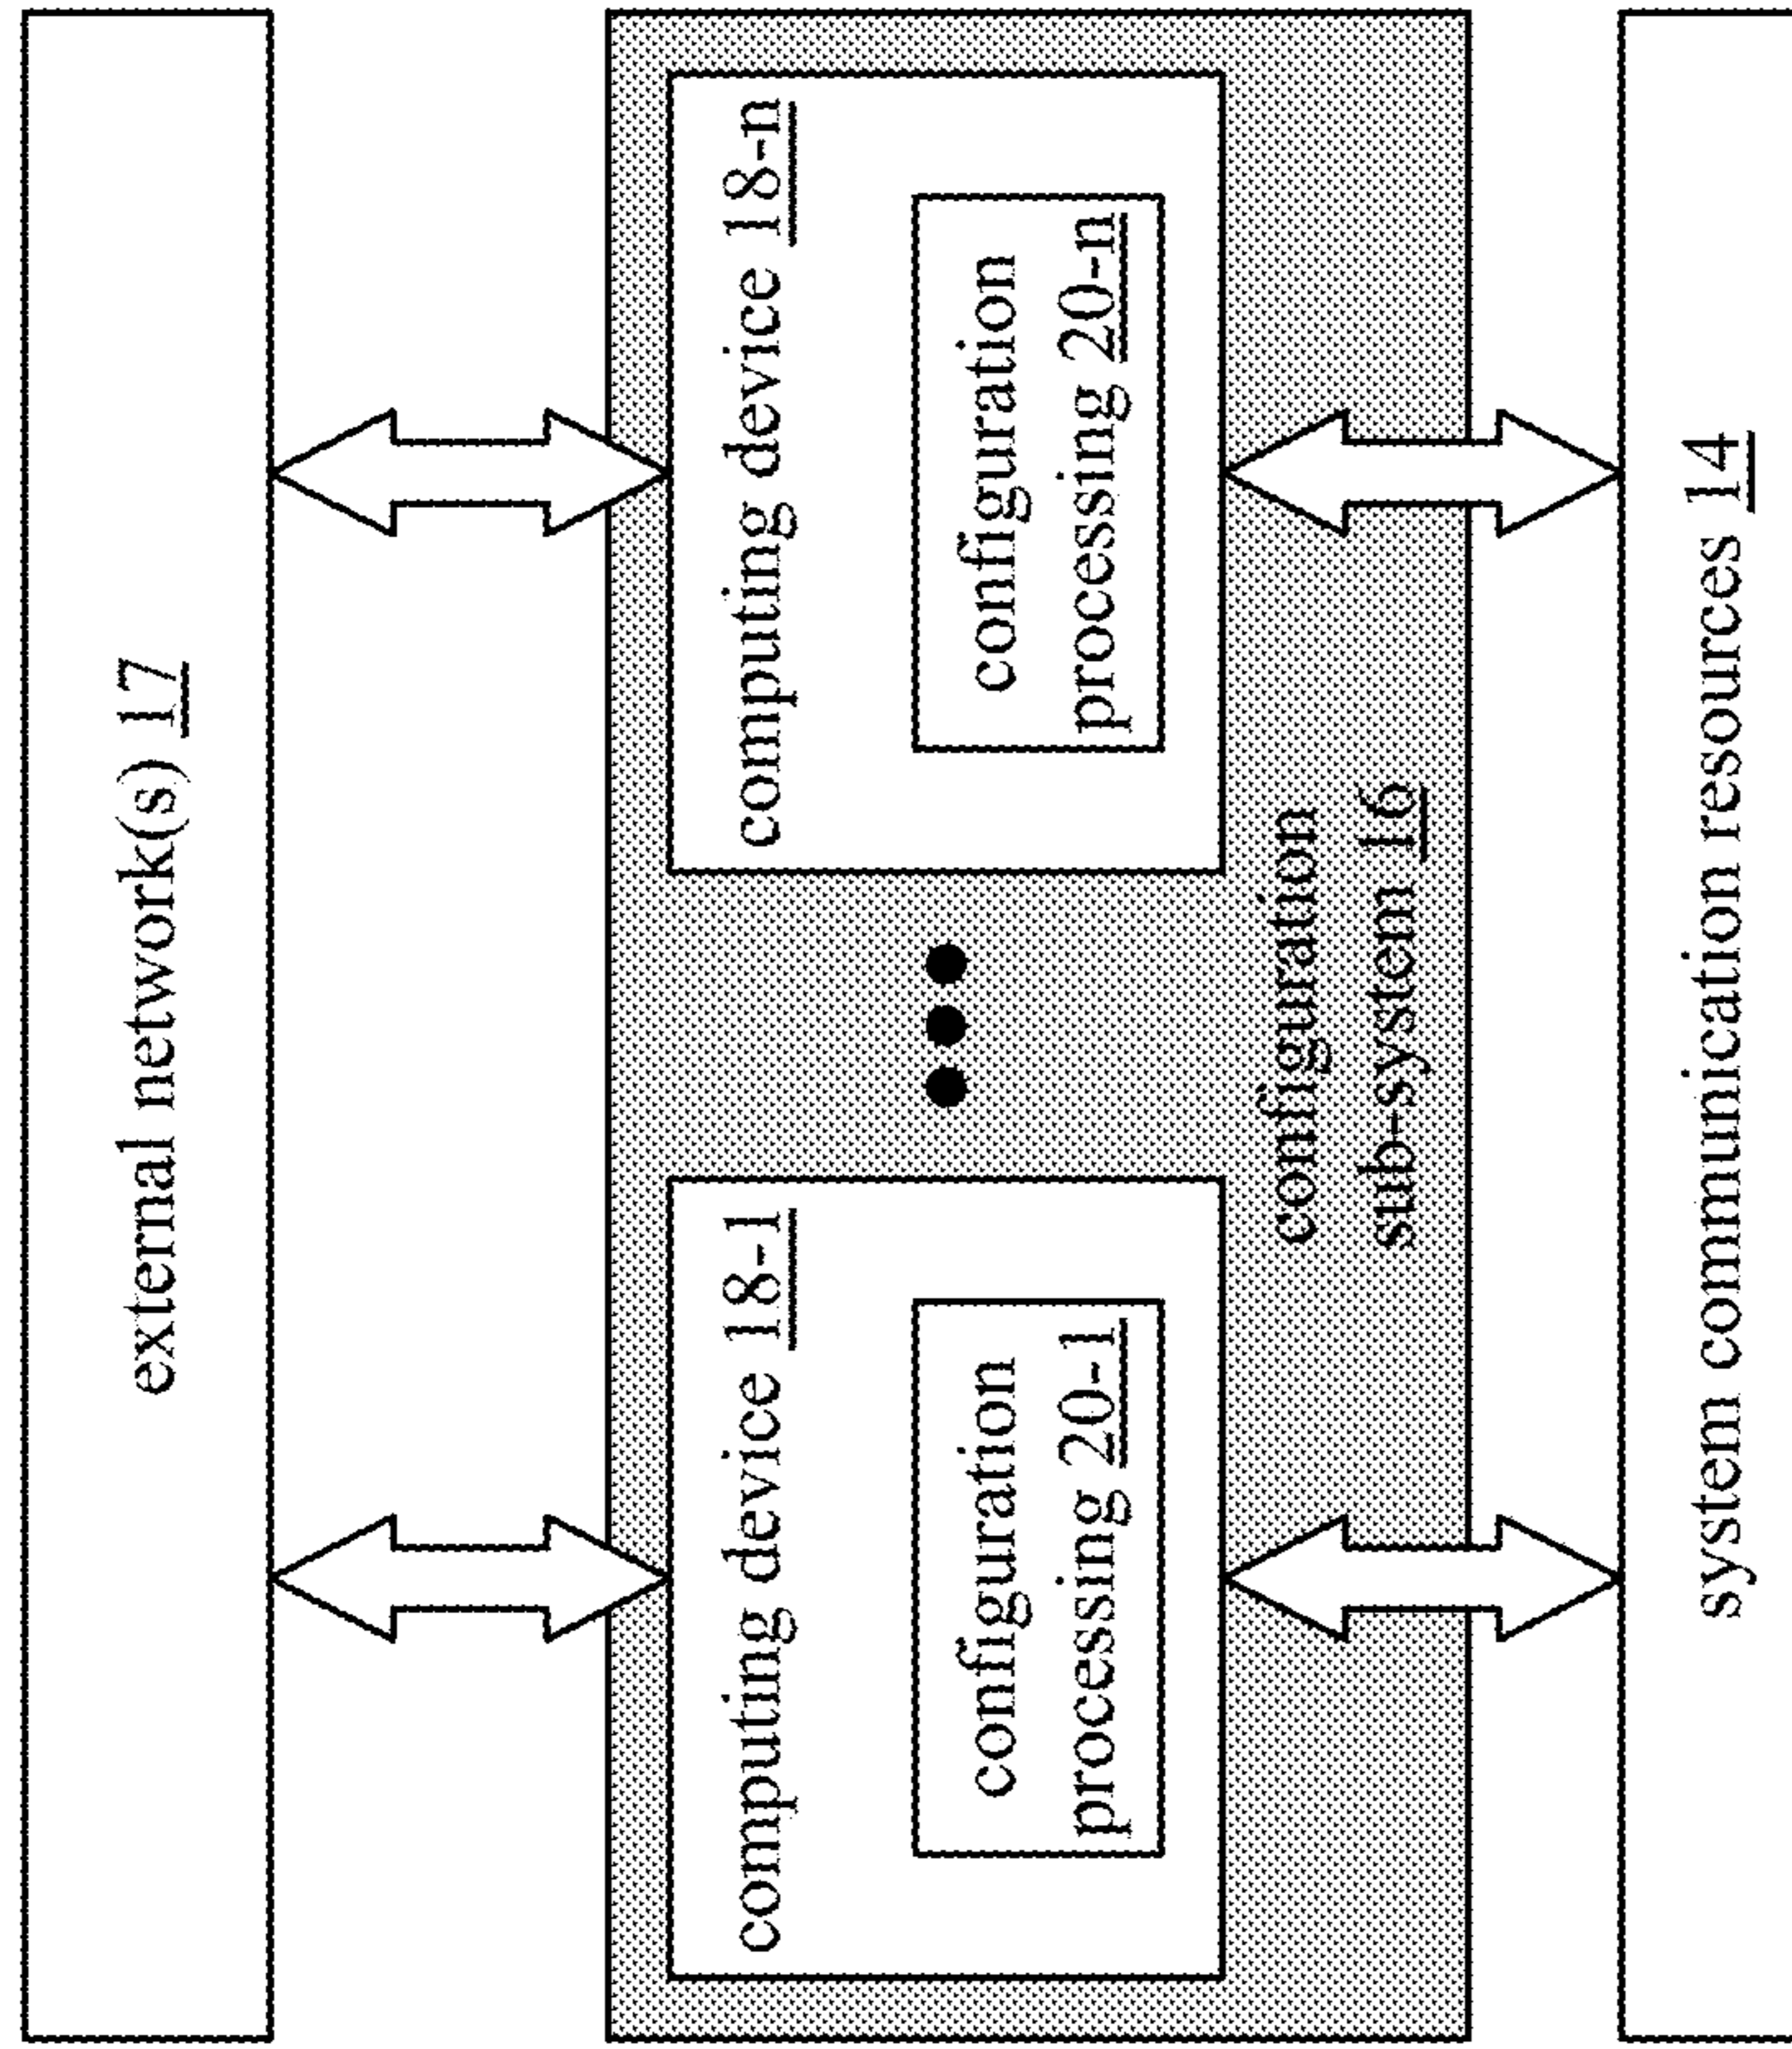 external network(s) 17
computing device 18-1
configuration
processing 20-1
computing device 18-n
configuration
processing 20-n
configuration
sub-system 16
system communication resources 14